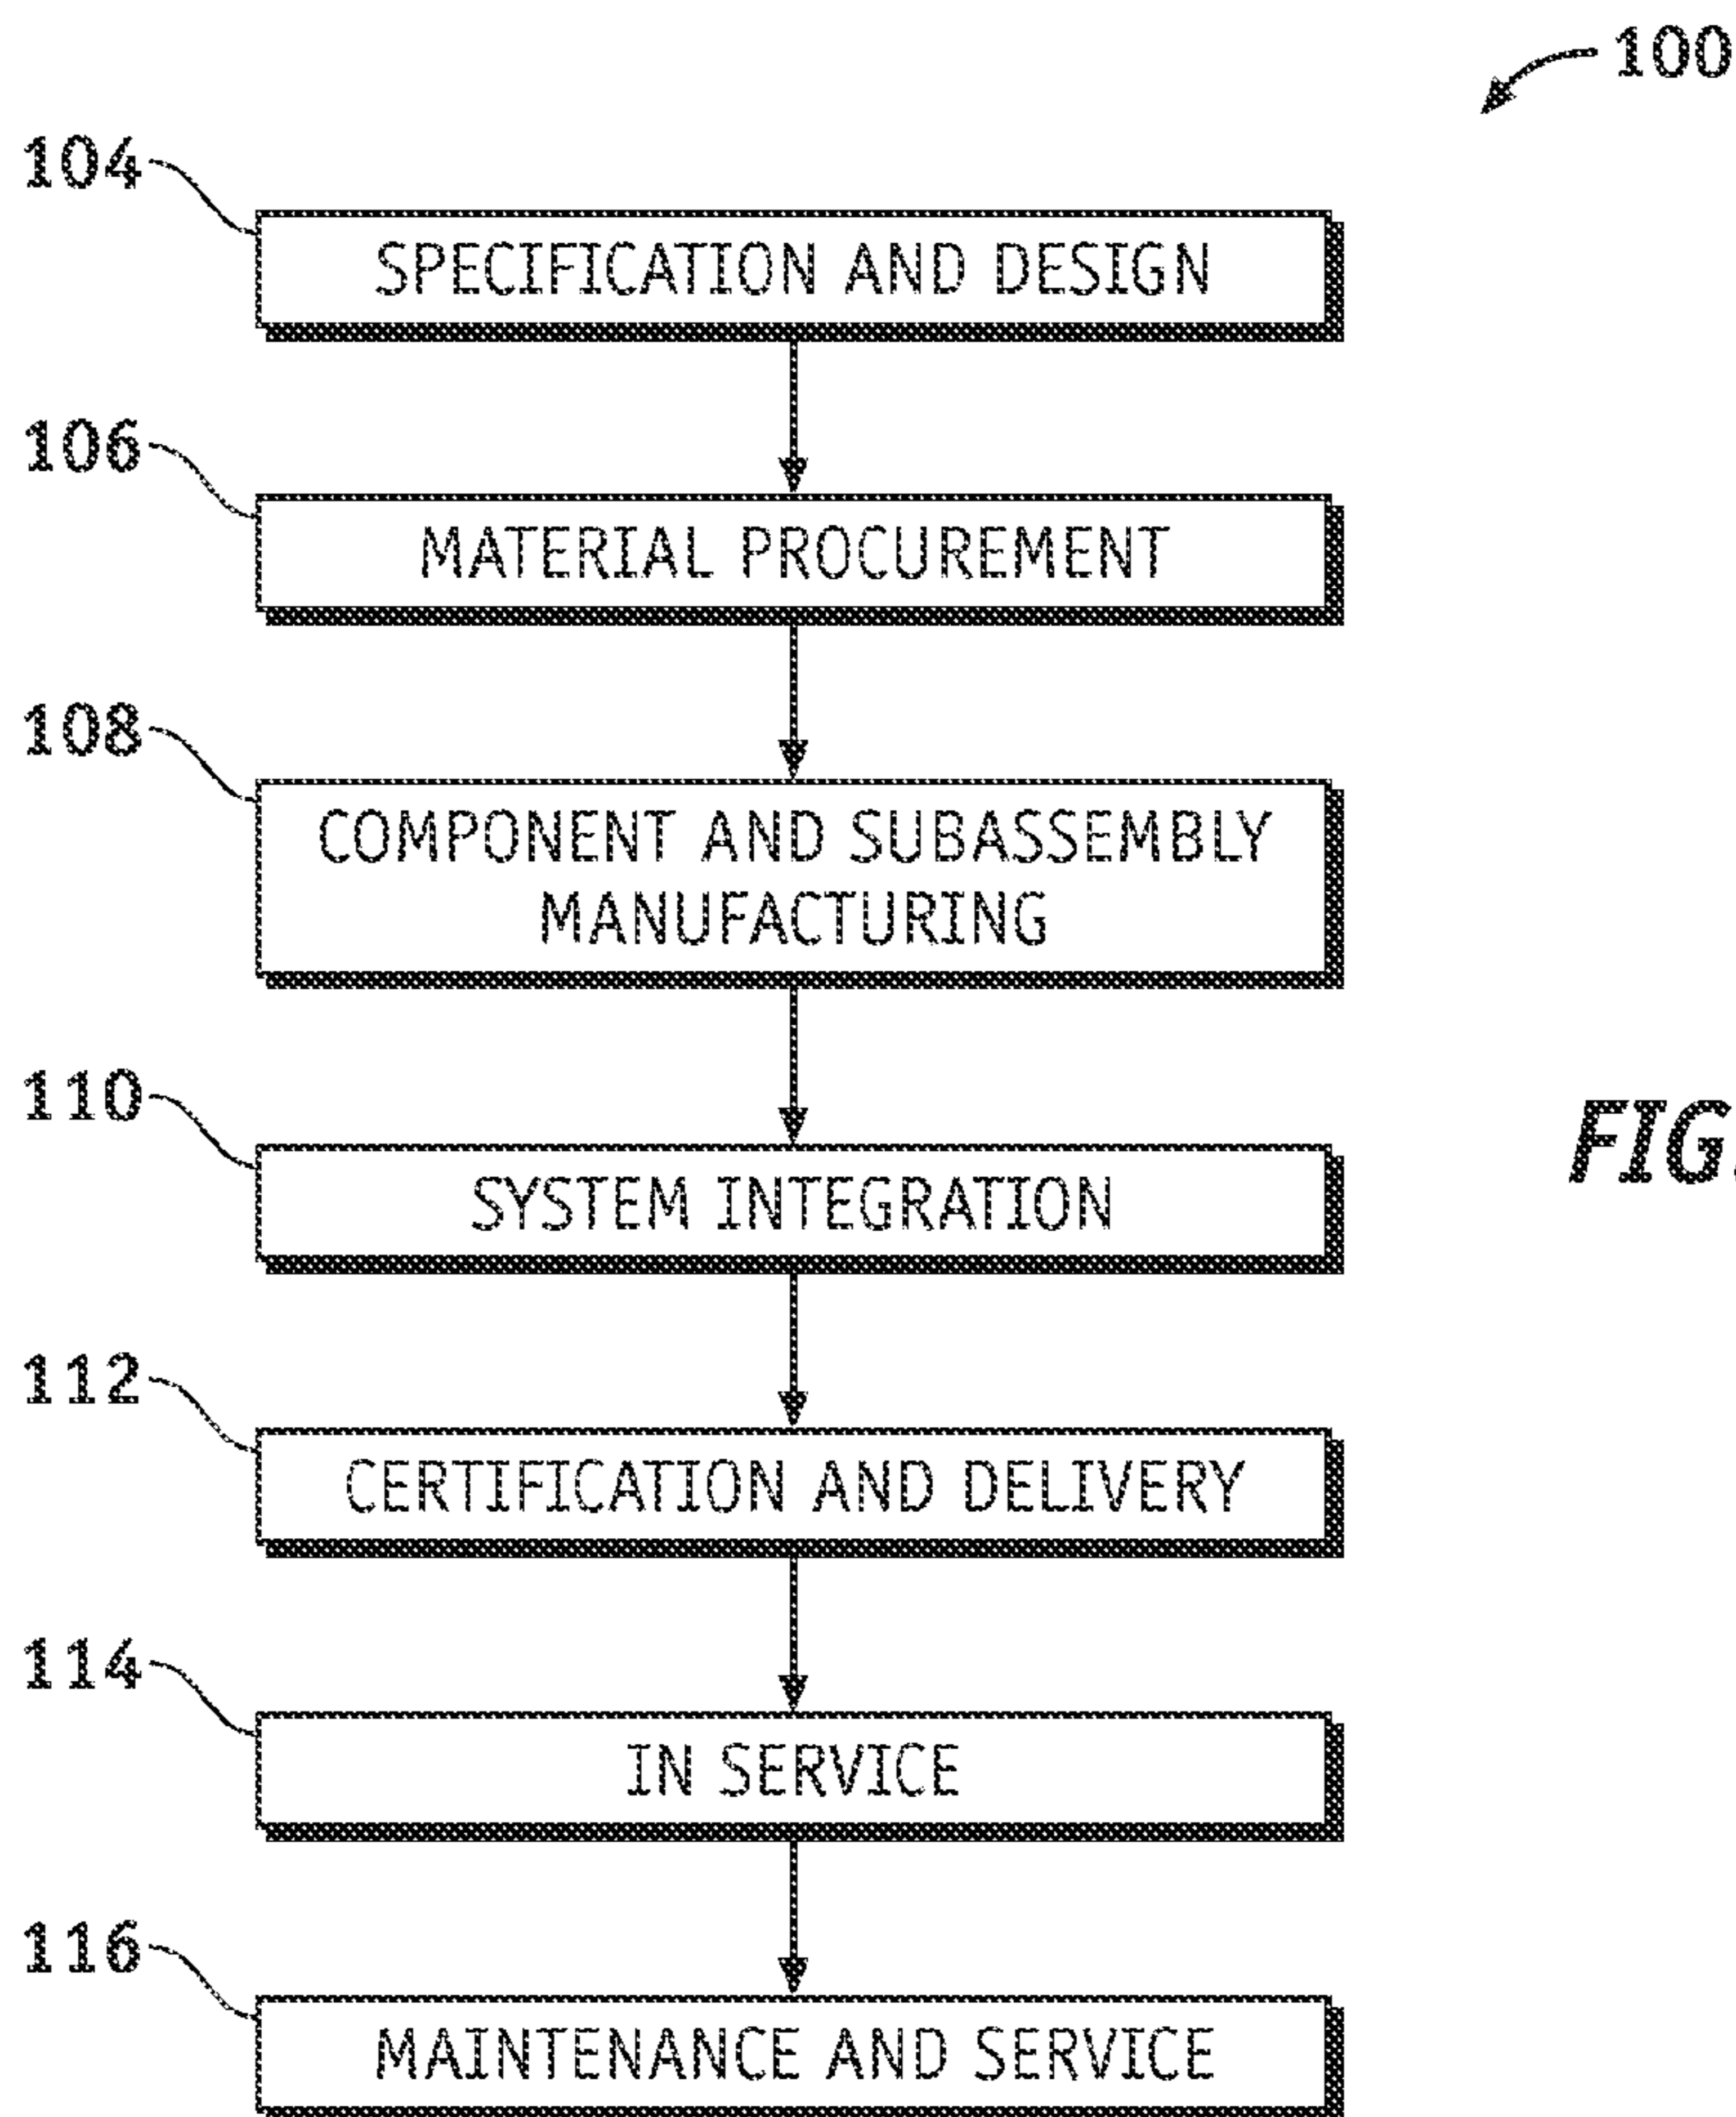 100
104
SPECIFICATION AND DESIGN
106
MATERIAL PROCUREMENT
108
COMPONENT AND SUBASSEMBLY
MANUFACTURING
110
SYSTEM INTEGRATION
FIG.
112
CERTIFICATION AND DELIVERY
114
IN SERVICE
116
MAINTENANCE AND SERVICE